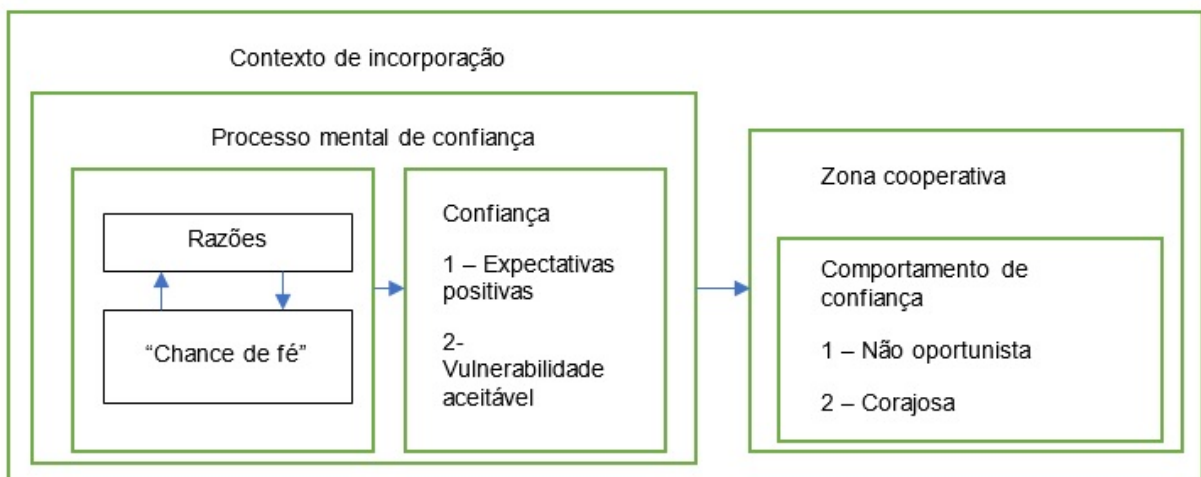 Contexto de incorporação
Processo mental de confiança
Razões
“Chance de fé”
Confiança
1 – Expectativas
positivas
2-
Vulnerabilidade
aceitável
Zona cooperativa
Comportamento de
confiança
1 – Não oportunista
2 – Corajosa